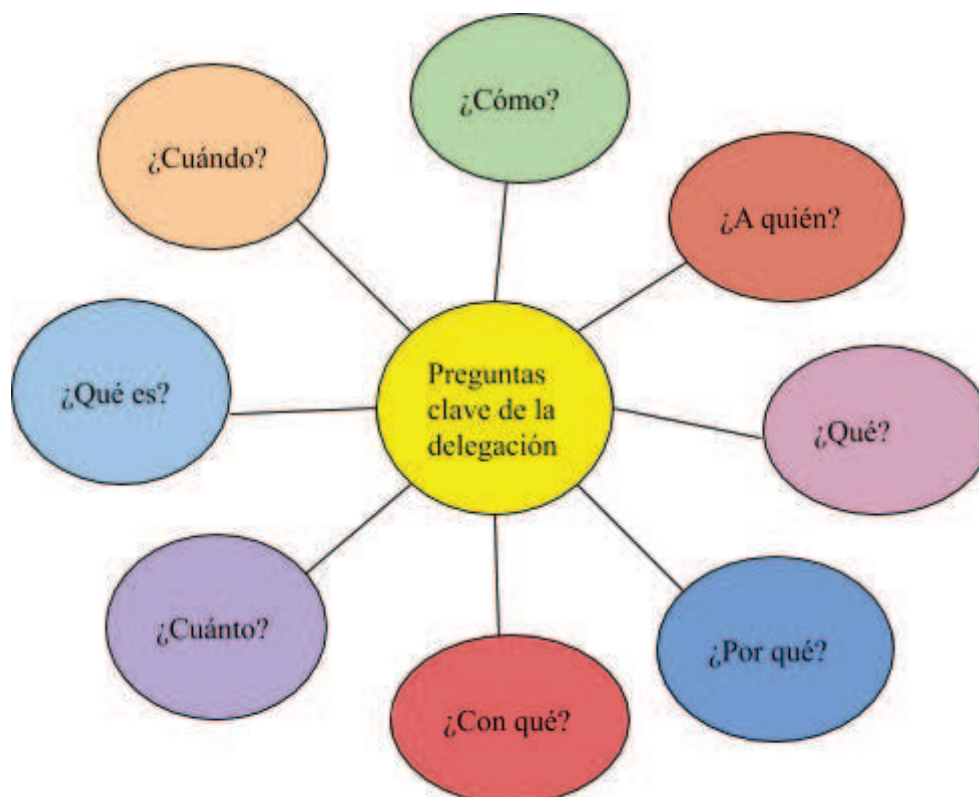 ¿Cómo?
¿Cuándo?
¿A quién?
¿Qué es?
Preguntas
clave de la
delegación
¿Qué?
¿Cuánto?
¿Por qué?
¿Con qué?